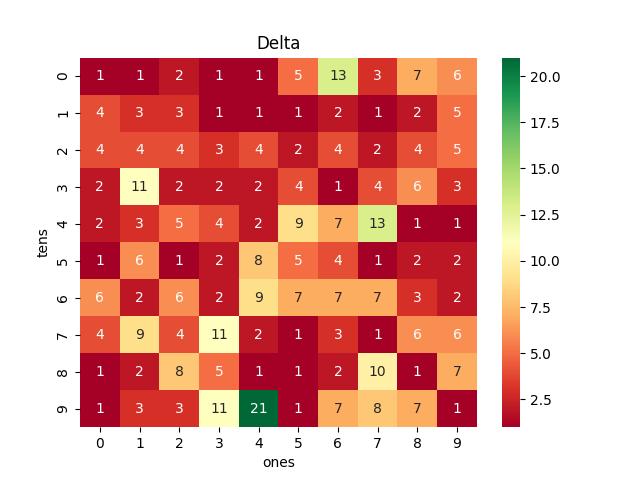 Delta
0 1 1 2 1 1 5 13 3 7 6
1 4 3 3 1 1 1 2 1 2 5
2 4 4 4 3 4 2 4 2 4 5
3 2 11 2 2 2 4 1 4 6 3
4 2 3 5 4 2 9 7 13 1 1
5 1 6 1 2 8 5 4 1 2 2
6 6 2 6 2 9 7 7 7 3 2
7 4 9 4 11 2 1 3 1 6 6
8 1 2 8 5 1 1 2 10 1 7
9 1 3 3 11 21 1 7 8 7 1
0 1 2 3 4 5 6 7 8 9
ones
tens
20.0
17.5
15.0
12.5
10.0
7.5
5.0
2.5